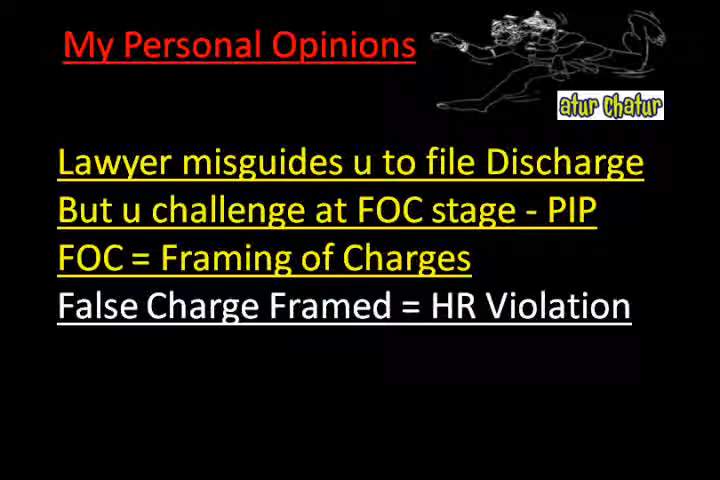 My Personal Opinions
atur chatur
Lawyer misguides u to file Discharge
But u challenge at FOC stage - PIP
FOC = Framing of Charges
False Charge Framed = HR Violation